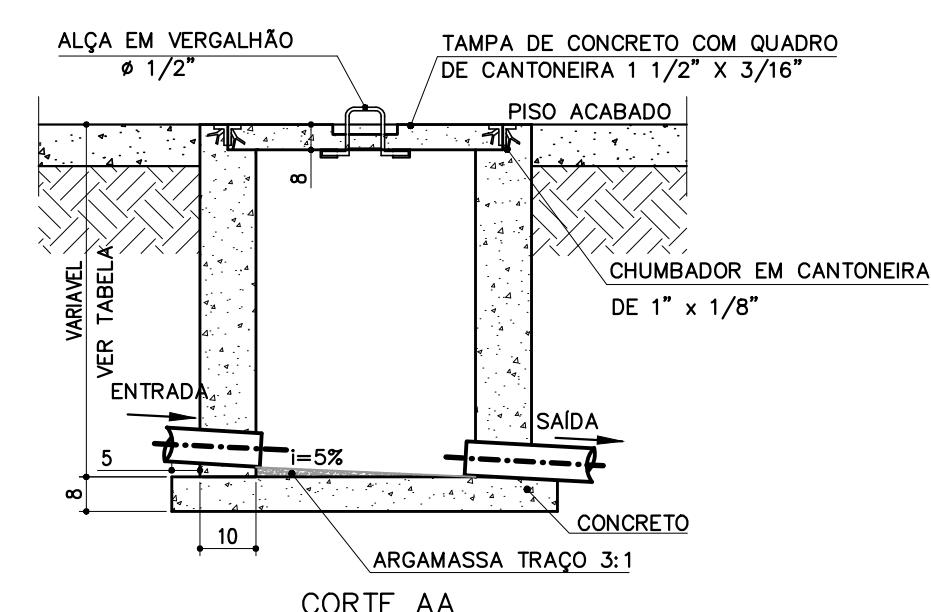 ALÇA EM VERGALHÃO
ø 1/2"
TAMPA DE CONCRETO COM QUADRO
DE CANTONEIRA 1 1/2" X 3/16"
PISO ACABADO
8
CHUMBADOR EM CANTONEIRA
DE 1" x 1/8"
VARIAVEL
VER TABELA
ENTRADA
SAÍDA
i=5%
5
8
10
CONCRETO
ARGAMASSA TRAÇO 3:1
CORTE AA